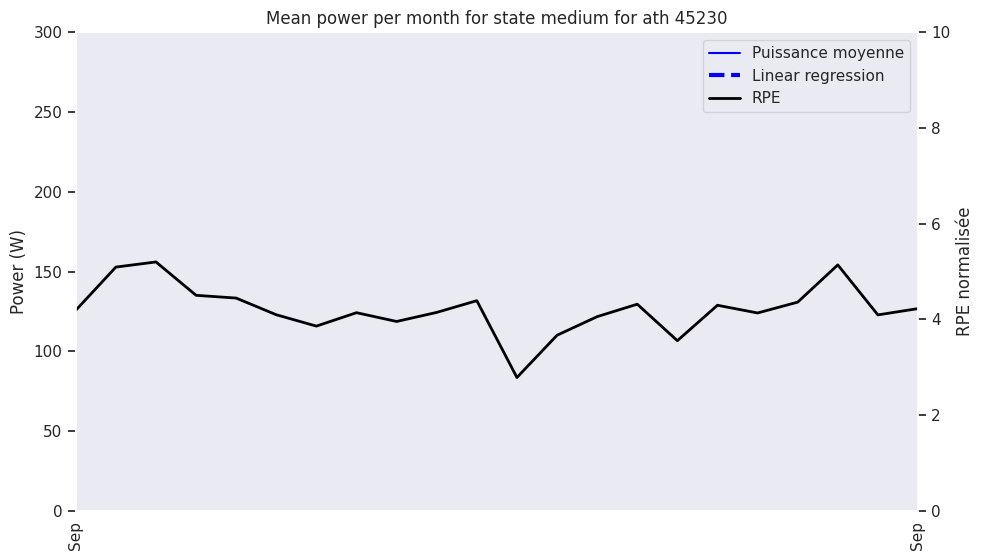 Mean power per month for state medium for ath 45230
Puissance moyenne
Linear regression
RPE
Power (W)
300
250
200
150
100
50
0
10
8
6
4
2
0
RPE normalisée
Sep
Sep